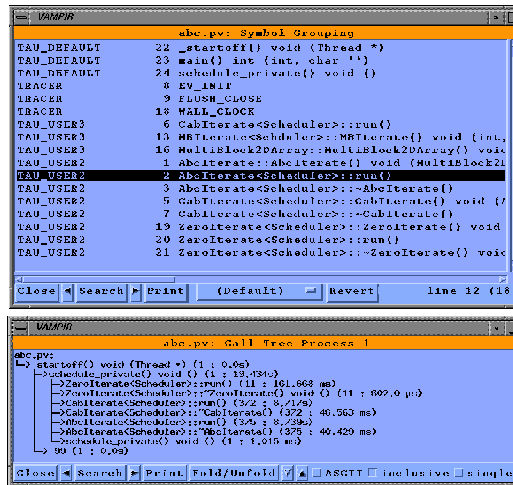 VAMPIR
abc.pv: Symbol Grouping
TAU_DEFAULT 22 _startoff() void (Thread *)
TAU_DEFAULT 23 main() int (int, char **)
TAU_DEFAULT 24 schedule_private() void ()
TRACER 8 EV_INIT
TRACER 9 FLUSH_CLOSE
TRACER 18 WALL_CLOCK
TAU_USER3 6 CabIterate<Scheduler>::run()
TAU_USER3 13 MBIterate<Scheduler>::MBIterate() void (int,
TAU_USER3 16 MultiBlock2DArray::MultiBlock2DArray() voic
TAU_USER2 1 AbcIterate::AbcIterate() void (MultiBlock2I
TAU_USER2 2 AbcIterate<Scheduler>::run()
TAU_USER2 3 AbcIterate<Scheduler>::~AbcIterate()
TAU_USER2 5 CabIterate<Scheduler>::CabIterate() void (
TAU_USER2 7 CabIterate<Scheduler>::~CabIterate()
TAU_USER2 19 ZeroIterate<Scheduler>::ZeroIterate() void
TAU_USER2 20 ZeroIterate<Scheduler>::run()
TAU_USER2 21 ZeroIterate<Scheduler>::~ZeroIterate() voic
Close Search Print (Default) Revert line 12 (18
VAMPIR
abc.pv: Call Tree Process 1
abc.pv:
startoff() void (Thread *) (1 : 0.0s)
schedule_private() void () (1 : 19.434s)
ZeroIterate<Scheduler>::run() (11 : 161.668 ms)
ZeroIterate<Scheduler>::~ZeroIterate() void () (11 : 602.0 µs)
CabIterate<Scheduler>::run() (372 : 8.717s)
CabIterate<Scheduler>::~CabIterate() (372 : 46.563 ms)
AbcIterate<Scheduler>::run() (375 : 8.739s)
AbcIterate<Scheduler>::~AbcIterate() (375 : 40.429 ms)
schedule_private() void () (1 : 1.015 ms)
99 (1 : 0.0s)
Close Search Print Fold/Unfold ASCII inclusive single